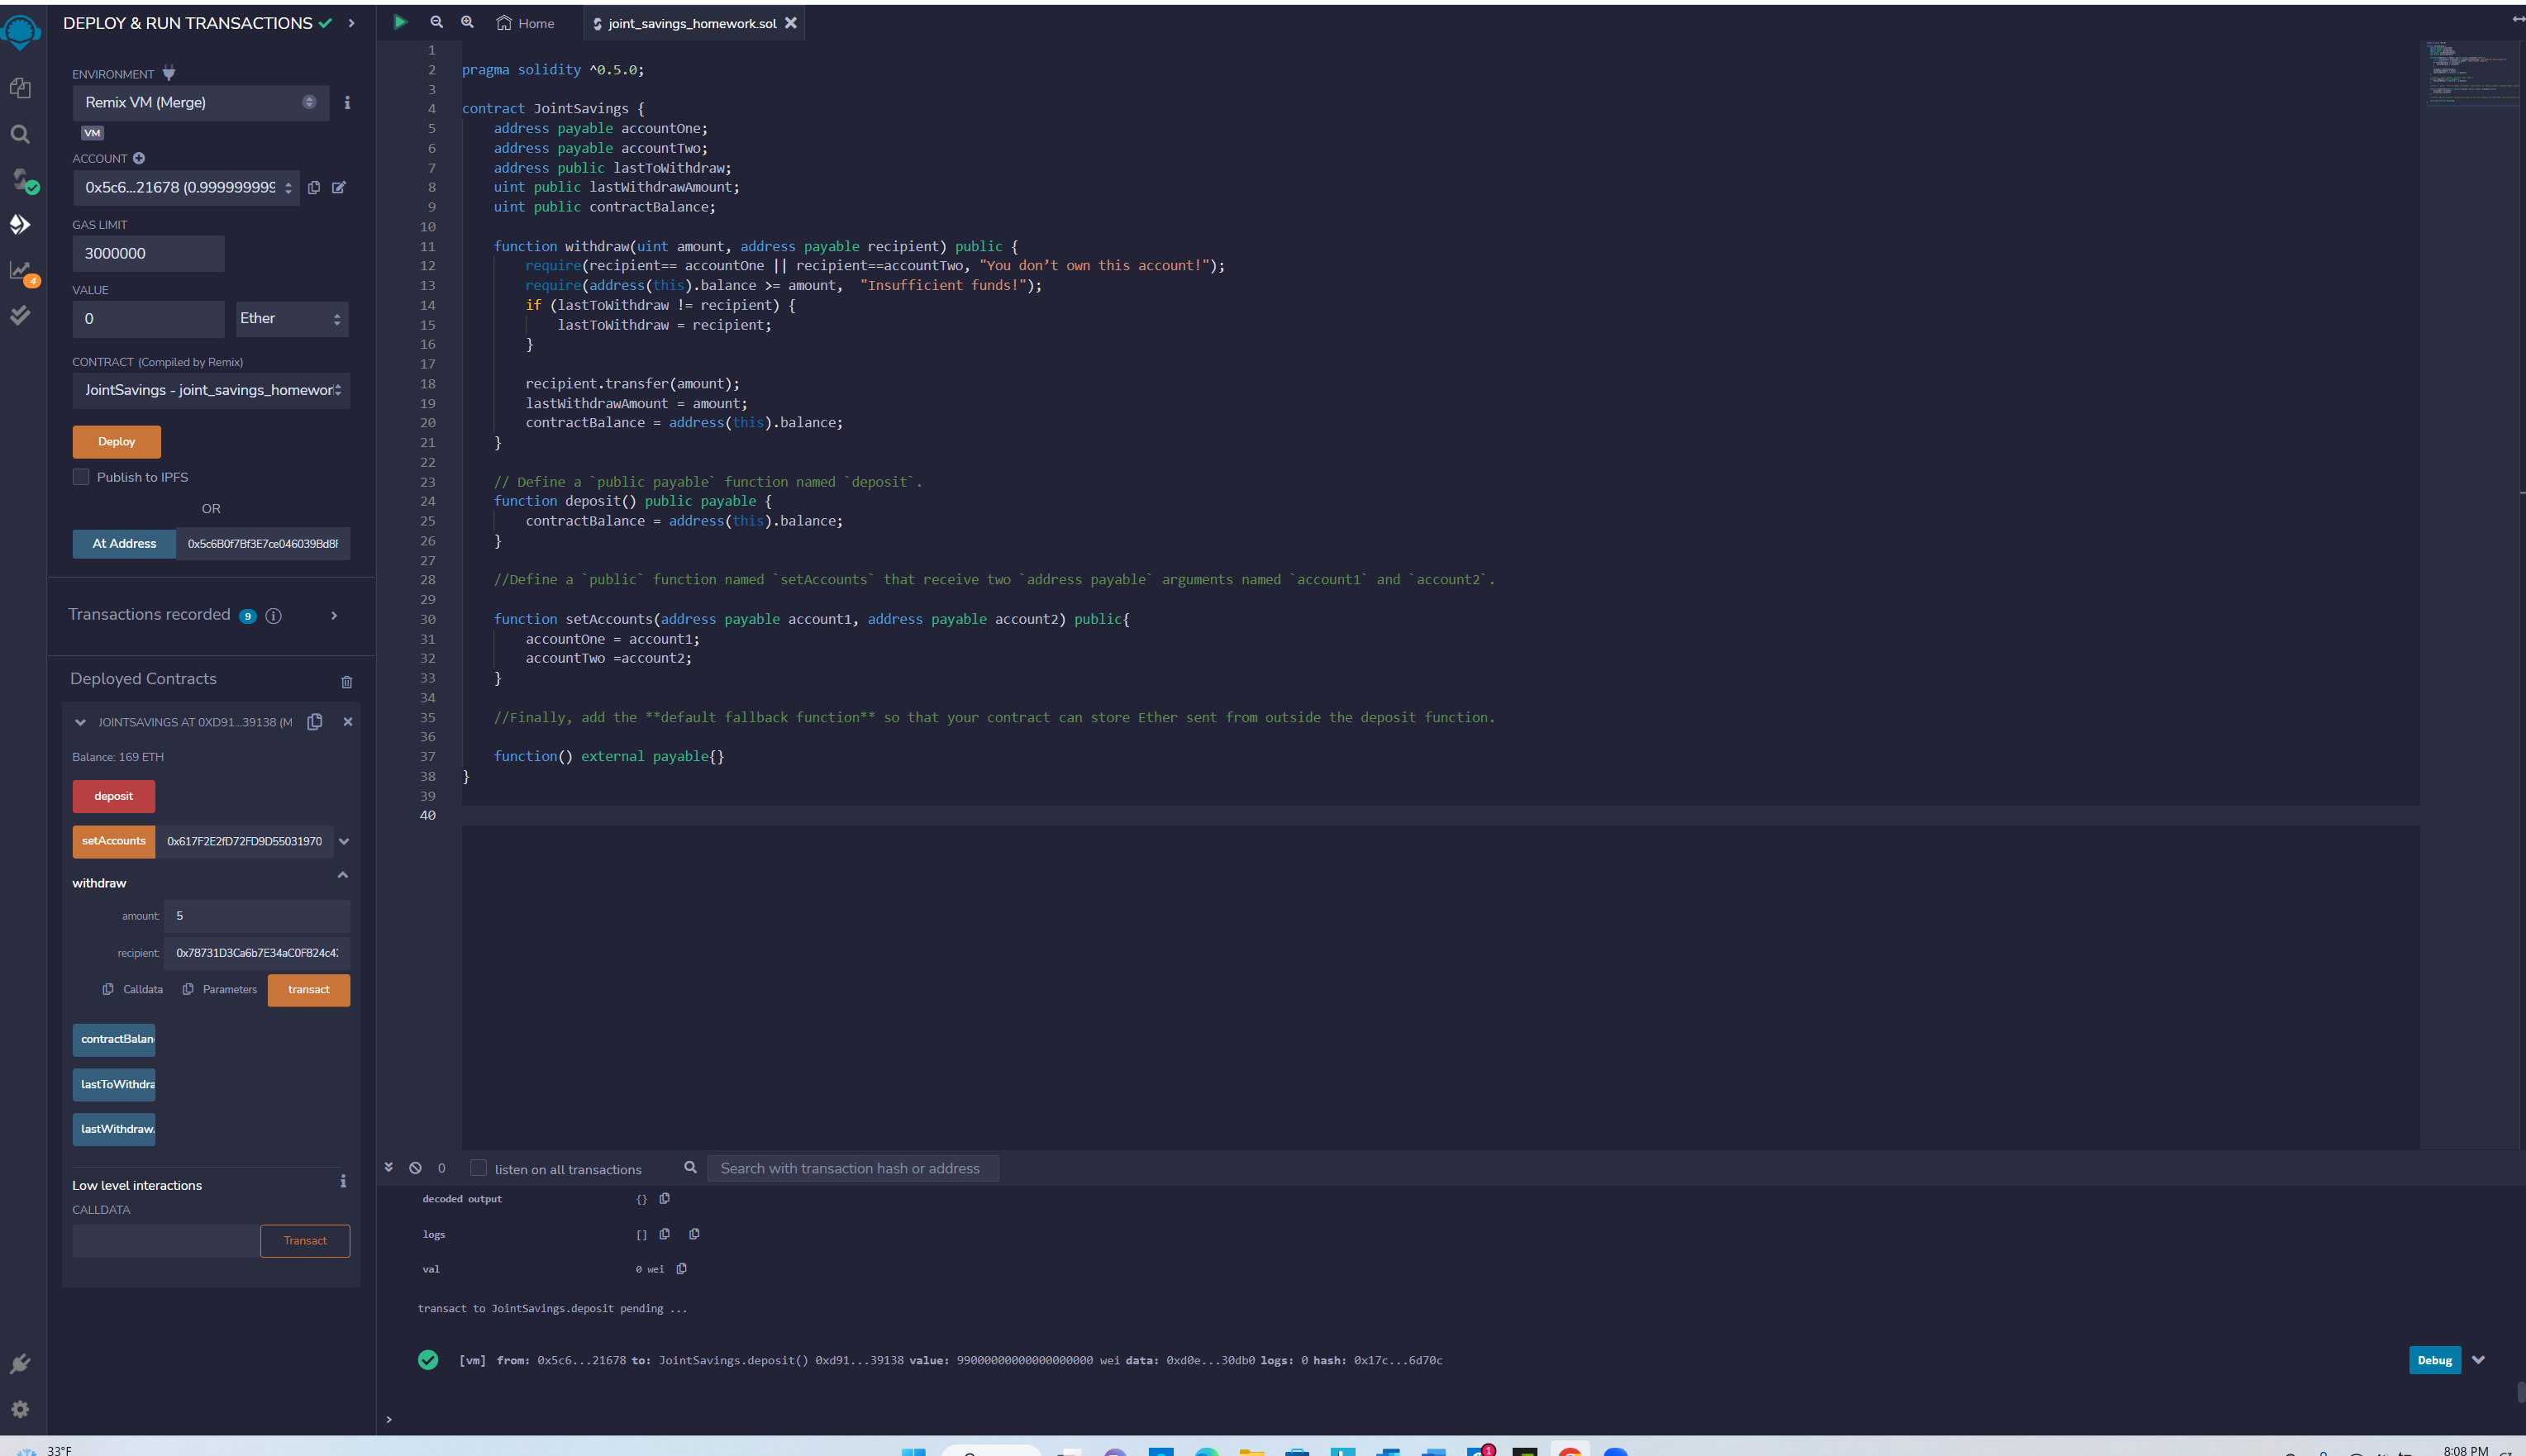 DEPLOY & RUN TRANSACTIONS
ENVIRONMENT
Remix VM (Merge)
VM
ACCOUNT
0x5c6...21678 (0.999999999
GAS LIMIT
3000000
VALUE
0 Ether
CONTRACT (Compiled by Remix)
JointSavings - joint_savings_homewor
Deploy
Publish to IPFS
OR
At Address 0x5c6B0f7Bf3E7ce046039Bd8F
Transactions recorded 9 i
Deployed Contracts
JOINTSAVINGS AT 0XD91...39138 (M
Balance: 169 ETH
deposit
setAccounts 0x617F2E2fD72FD9D55031970
withdraw
amount: 5
recipient: 0x78731D3Ca6b7E34aC0F824c4
Calldata Parameters transact
contractBalan
lastToWithdra
lastWithdraw
Low level interactions
CALLDATA
Transact
4
33°F
Home joint_savings_homework.sol
1
2 pragma solidity ^0.5.0;
3
4 contract JointSavings {
5 address payable accountOne;
6 address payable accountTwo;
7 address public lastToWithdraw;
8 uint public lastWithdrawAmount;
9 uint public contractBalance;
10
11 function withdraw(uint amount, address payable recipient) public {
12 require(recipient== accountOne || recipient==accountTwo, "You don’t own this account!");
13 require(address(this).balance >= amount,  "Insufficient funds!");
14 if (lastToWithdraw != recipient) {
15 lastToWithdraw = recipient;
16 }
17
18 recipient.transfer(amount);
19 lastWithdrawAmount = amount;
20 contractBalance = address(this).balance;
21 }
22
23 // Define a `public payable` function named `deposit`.
24 function deposit() public payable {
25 contractBalance = address(this).balance;
26 }
27
28 //Define a `public` function named `setAccounts` that receive two `address payable` arguments named `account1` and `account2`.
29
30 function setAccounts(address payable account1, address payable account2) public{
31 accountOne = account1;
32 accountTwo =account2;
33 }
34
35 //Finally, add the **default fallback function** so that your contract can store Ether sent from outside the deposit function.
36
37 function() external payable{}
38 }
39
40
0 listen on all transactions Search with transaction hash or address
decoded output {}
logs []
val 0 wei
transact to JointSavings.deposit pending ...
[vm] from: 0x5c6...21678 to: JointSavings.deposit() 0xd91...39138 value: 99000000000000000000 wei data: 0xd0e...30db0 logs: 0 hash: 0x17c...6d70c
Debug
>
1
8:08 PM